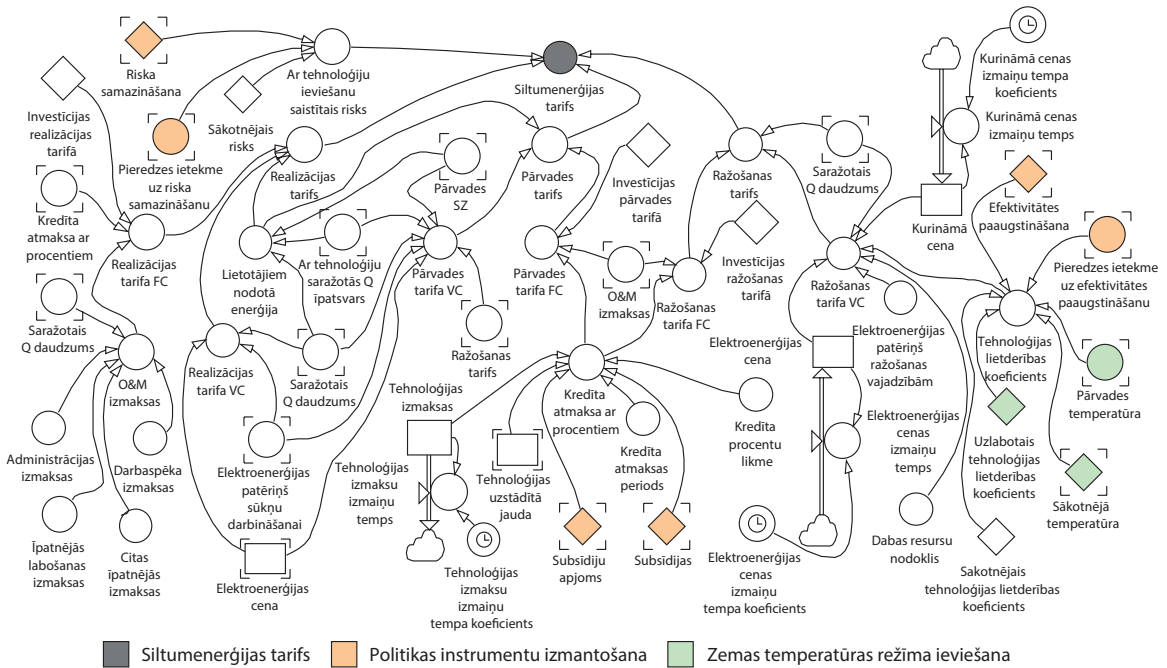 Riska
samazināšana
Ar tehnoloģiju
ieviešanu
saistītais risks
Siltumenerģijas
tarifs
Kurināmā cenas
izmaiņu tempa
koeficients
Investīcijas
realizācijas
tarifā
Sākotnējais
risks
Kurināmā cenas
izmaiņu temps
Pieredzes ietekme
uz riska
samazināšanu
Realizācijas
tarifs
Pārvades
SZ
Pārvades
tarifs
Investīcijas
pārvades
tarifā
Ražošanas
tarifs
Saražotais
Q daudzums
Efektivitātes
paaugstināšana
Kredīta
atmaksa ar
procentiem
Kurināmā
cena
Realizācijas
tarifa FC
Lietotājiem
nodotā
enerģija
Ar tehnoloģiju
saražotās Q
īpatsvars
Pārvades
tarifa VC
Pārvades
tarifa FC
O&M
izmaksas
Ražošanas
tarifa FC
Investīcijas
ražošanas
tarifā
Ražošanas
tarifa VC
Pieredzes ietekme
uz efektivitātes
paaugstināšanu
Saražotais
Q daudzums
Elektroenerģijas
cena
Elektroenerģijas
patēriņš
ražošanas
vajadzībām
Tehnoloģijas
lietderības
koeficients
O&M
izmaksas
Realizācijas
tarifa VC
Saražotais
Q daudzums
Ražošanas
tarifs
Tehnoloģijas
izmaksas
Kredīta
atmaksa ar
procentiem
Pārvades
temperatūra
Administrācijas
izmaksas
Darbaspēka
izmaksas
Elektroenerģijas
patēriņš
sūkņu
darbināšanai
Tehnoloģijas
izmaksu
izmaiņu
temps
Tehnoloģijas
uzstādītā
jauda
Kredīta
atmaksas
periods
Kredīta
procentu
likme
Elektroenerģijas
cenas
izmaiņu
temps
Uzlabotais
tehnoloģijas
lietderības
koeficients
Sākotnējā
temperatūra
Īpatnējās
labošanas
izmaksas
Citas
īpatnējās
izmaksas
Elektroenerģijas
cena
Tehnoloģijas
izmaksu
izmaiņu
tempa koeficients
Subsīdiju
apjoms
Subsīdijas
Elektroenerģijas
cenas
izmaiņu
tempa koeficients
Dabas resursu
nodoklis
Sakotnējais
tehnoloģijas lietderības
koeficients
Siltumenerģijas tarifs
Politikas instrumentu izmantošana
Zemas temperatūras režīma ieviešana